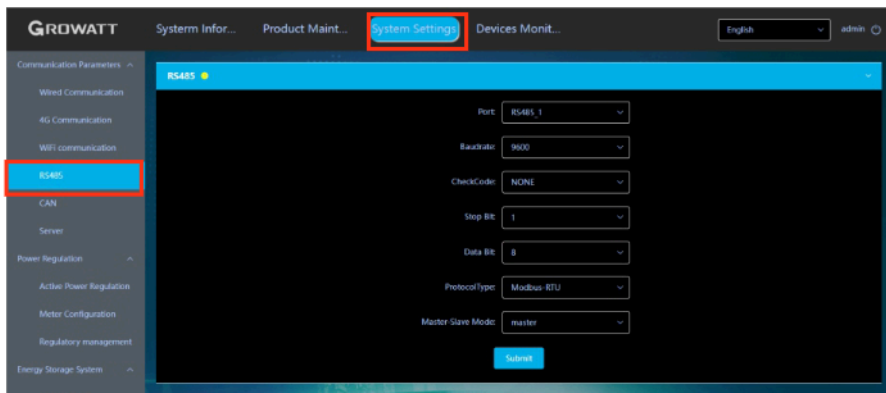 GROWATT
Systerm Infor... Product Maint... System Settings Devices Monit... English admin
Communication Parameters
Wired Communication
4G Communication
WiFi communication
RS485
CAN
Server
Power Regulation
Active Power Regulation
Meter Configuration
Regulatory management
Energy Storage System
RS485
Port: RS485_1
Baudrate: 9600
CheckCode: NONE
Stop Bit: 1
Data Bit: 8
ProtocolType: Modbus-RTU
Master-Slave Mode: master
Submit